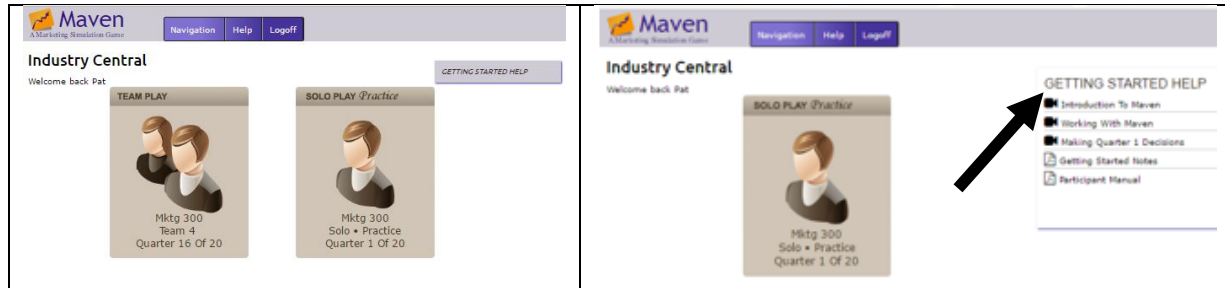 Maven
A Marketing Simulation Game
Navigation Help Logoff
Industry Central
Welcome back Pat
GETTING STARTED HELP
TEAM PLAY
Mktg 300
Team 4
Quarter 16 Of 20
SOLO PLAY Practice
Mktg 300
Solo • Practice
Quarter 1 Of 20
Maven
A Marketing Simulation Game
Navigation Help Logoff
Industry Central
Welcome back Pat
SOLO PLAY Practice
Mktg 300
Solo • Practice
Quarter 1 Of 20
GETTING STARTED HELP
Introduction To Maven
Working With Maven
Making Quarter 1 Decisions
Getting Started Notes
Participant Manual